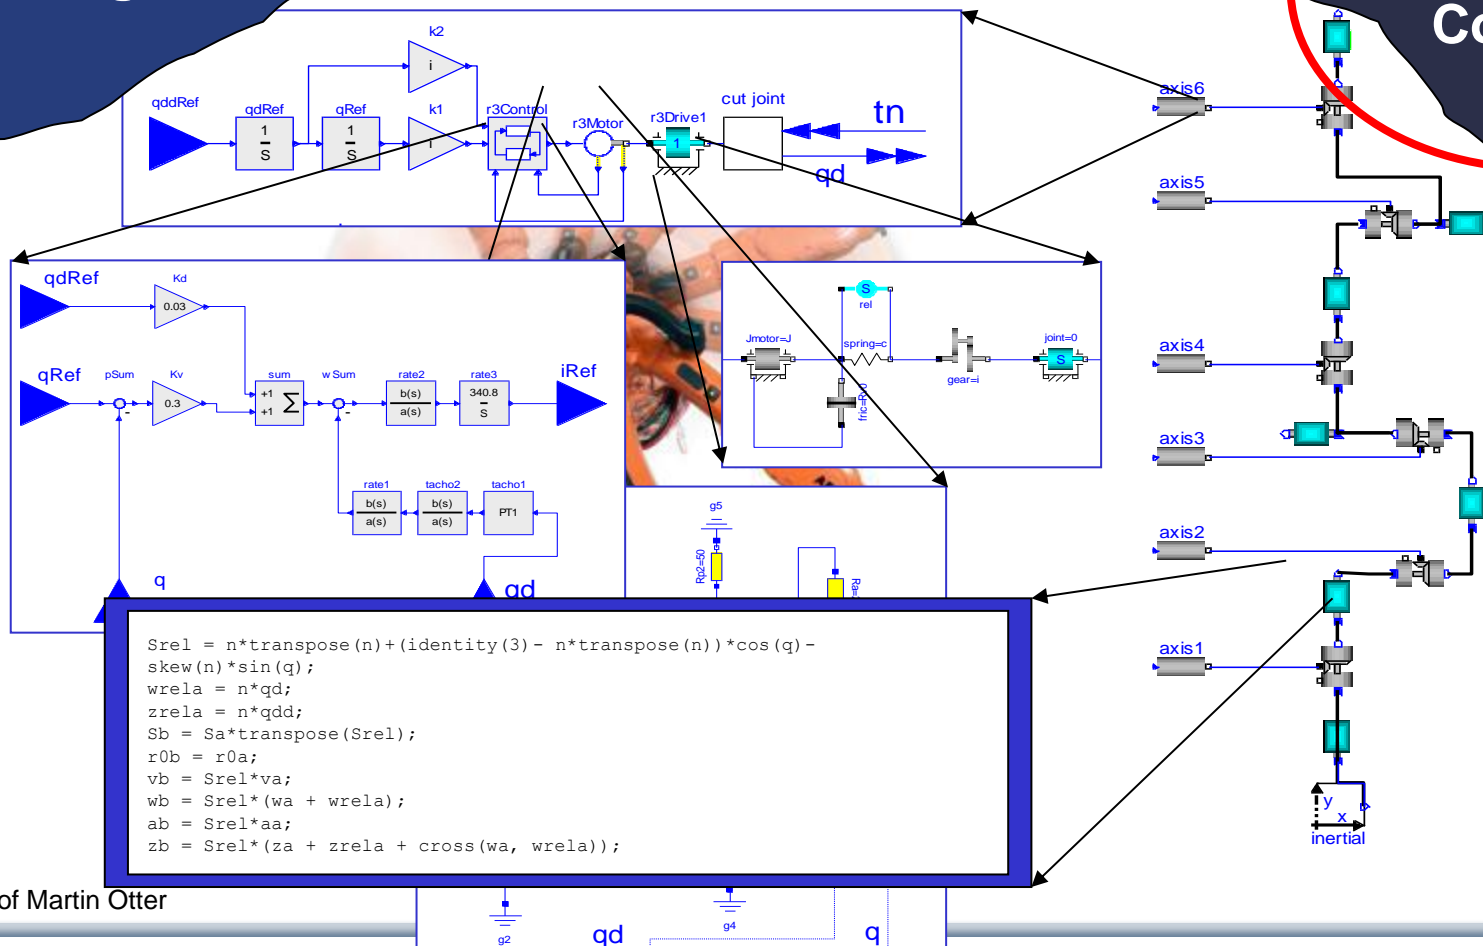 Co
k2
i
qddRef
qdRef
qRef
k1
r3Control
r3Motor
r3Drive1
cut joint
tn
axis6
1
S
1
S
i
1
qd
axis5
qdRef
Kd
0.03
S
rel
Jmotor=J
spring=c
joint=0
S
gear=i
axis4
qRef
pSum
Kv
sum
wSum
rate2
rate3
iRef
0.3
+1
+1
Σ
b(s)
a(s)
340.8
S
-
-
axis3
rate1
tacho2
tacho1
b(s)
a(s)
b(s)
a(s)
PT1
g5
Rp2=50
axis2
q
qd
Srel = n*transpose(n)+(identity(3)- n*transpose(n))*cos(q)-
skew(n)*sin(q);
wrela = n*qd;
zrela = n*qdd;
Sb = Sa*transpose(Srel);
r0b = r0a;
vb = Srel*va;
wb = Srel*(wa + wrela);
ab = Srel*aa;
zb = Srel*(za + zrela + cross(wa, wrela));
axis1
y
x
inertial
of Martin Otter
g2
qd
g4
q